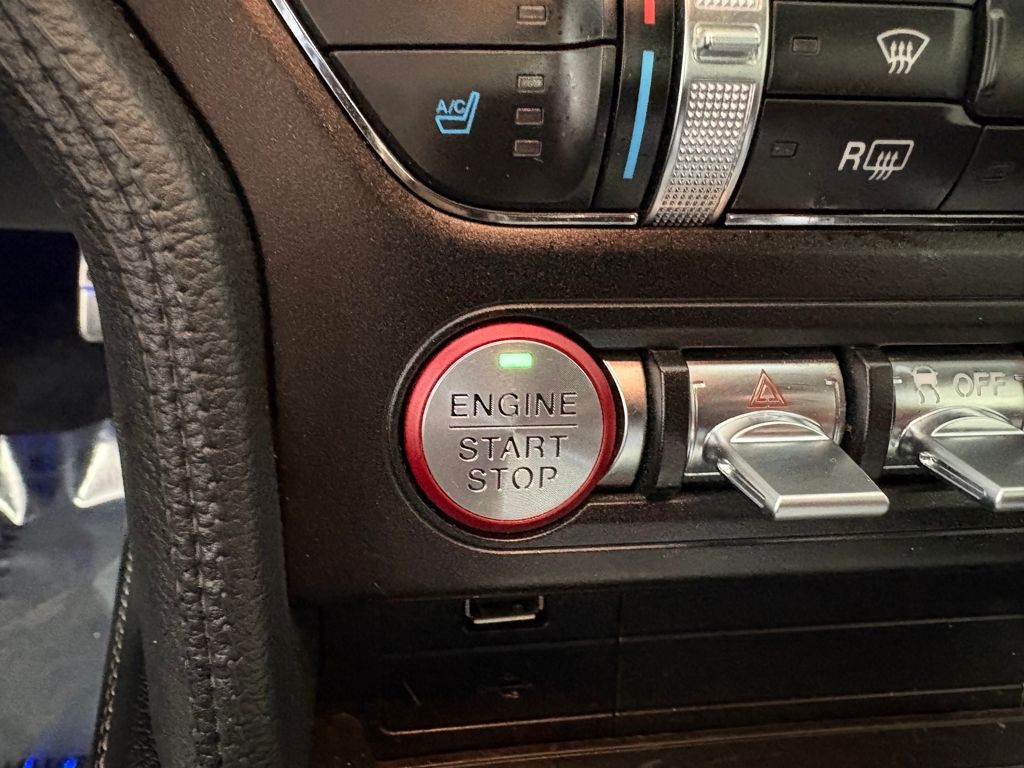 A/C
R
ENGINE
START
STOP
OFF